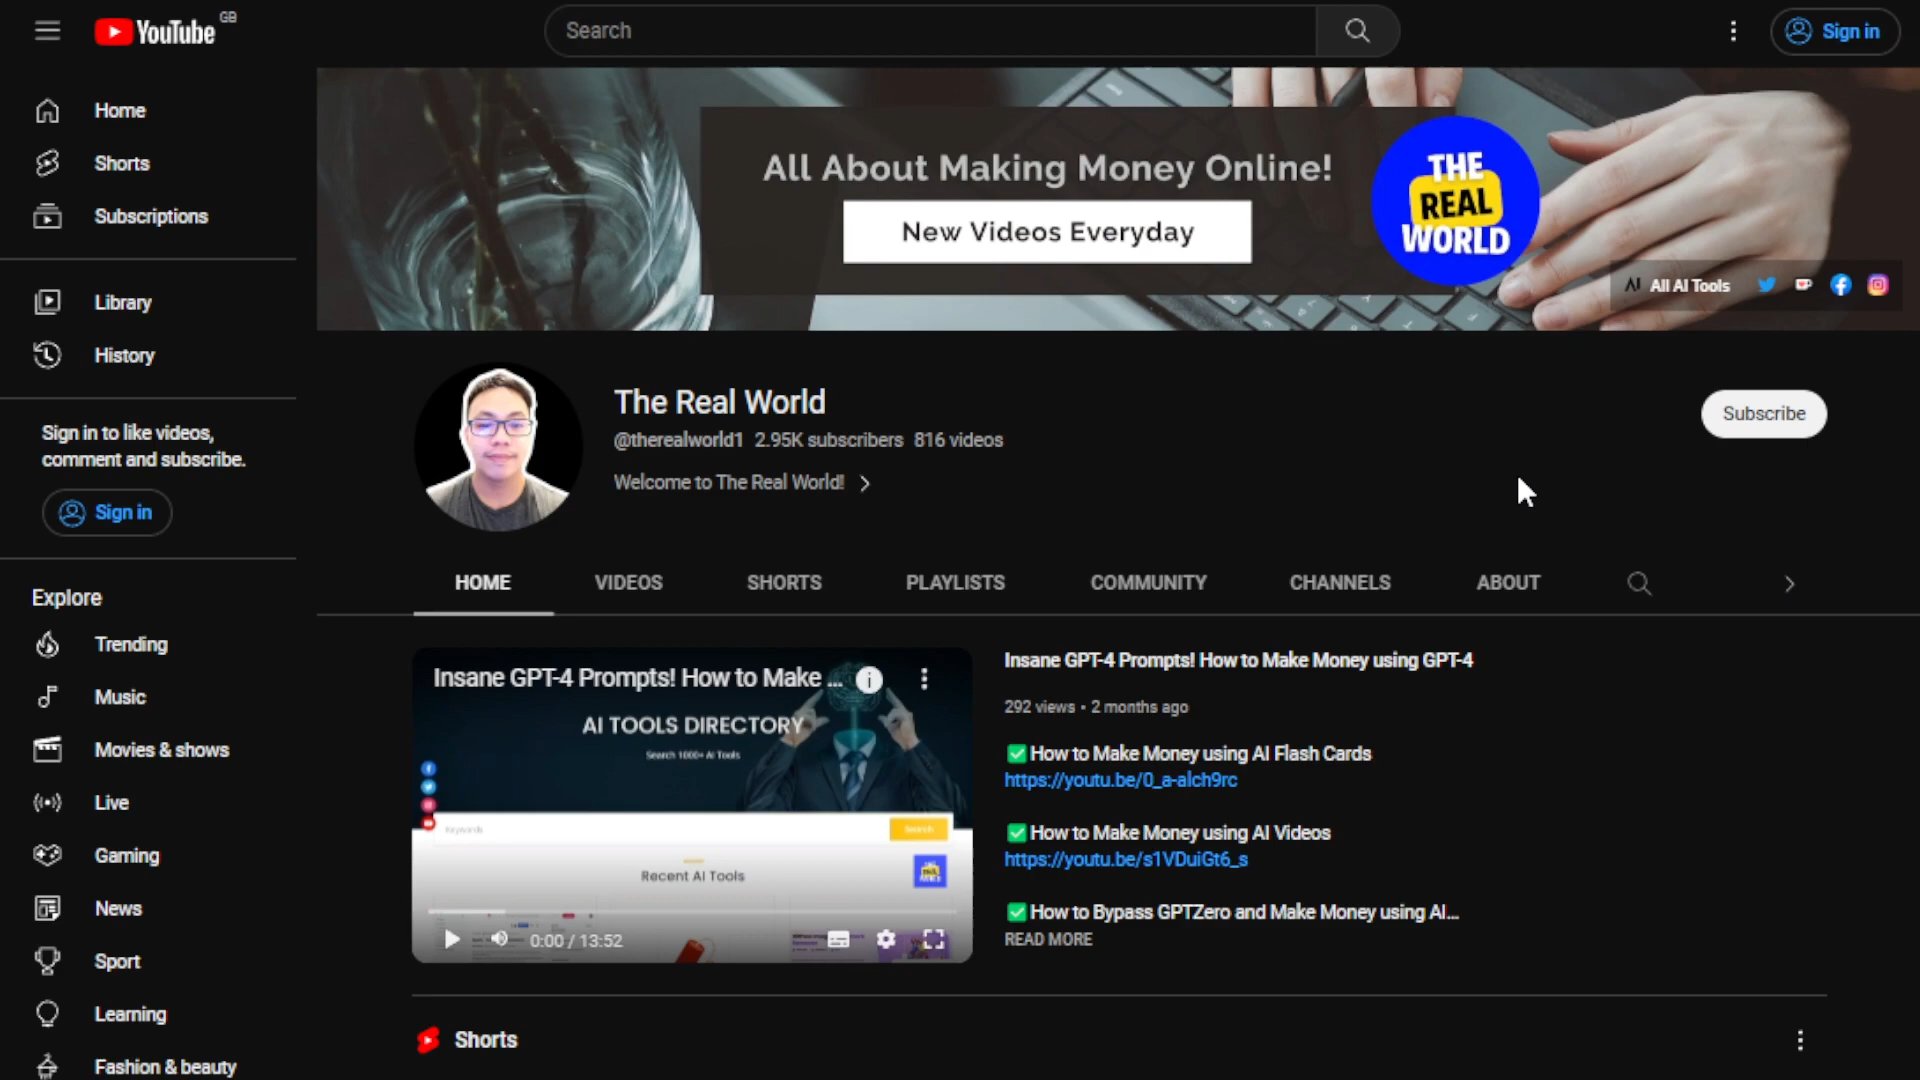 YouTube GB
Search
Sign in
Home
Shorts
Subscriptions
Library
History
Sign in to like videos,
comment and subscribe.
Sign in
Explore
Trending
Music
Movies & shows
Live
Gaming
News
Sport
Learning
Fashion & beauty
All About Making Money Online!
New Videos Everyday
THE
REAL
WORLD
All AI Tools
The Real World
@therealworld1 2.95K subscribers 816 videos
Welcome to The Real World!
Subscribe
HOME VIDEOS SHORTS PLAYLISTS COMMUNITY CHANNELS ABOUT
Insane GPT-4 Prompts! How to Make ...
AI TOOLS DIRECTORY
Search 1000+ AI Tools
Keywords
Search
Recent AI Tools
0:00 / 13:52
Insane GPT-4 Prompts! How to Make Money using GPT-4
292 views • 2 months ago
✅How to Make Money using AI Flash Cards
https://youtu.be/0_a-alch9rc
✅How to Make Money using AI Videos
https://youtu.be/s1VDuiGt6_s
✅How to Bypass GPTZero and Make Money using AI...
READ MORE
Shorts